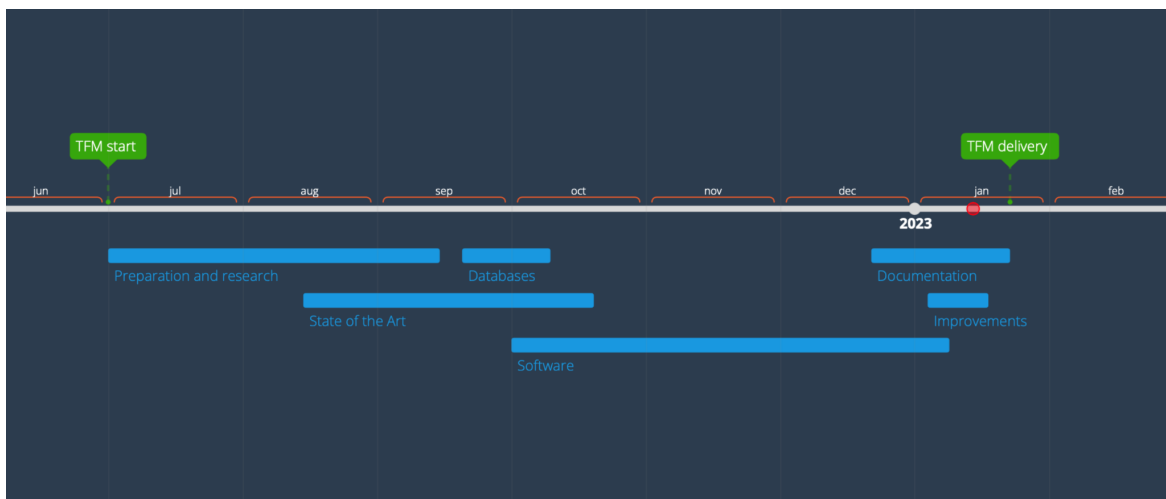 TFM start
TFM delivery
jun
jul
aug
sep
oct
nov
dec
jan
feb
2023
Preparation and research
Databases
Documentation
State of the Art
Improvements
Software